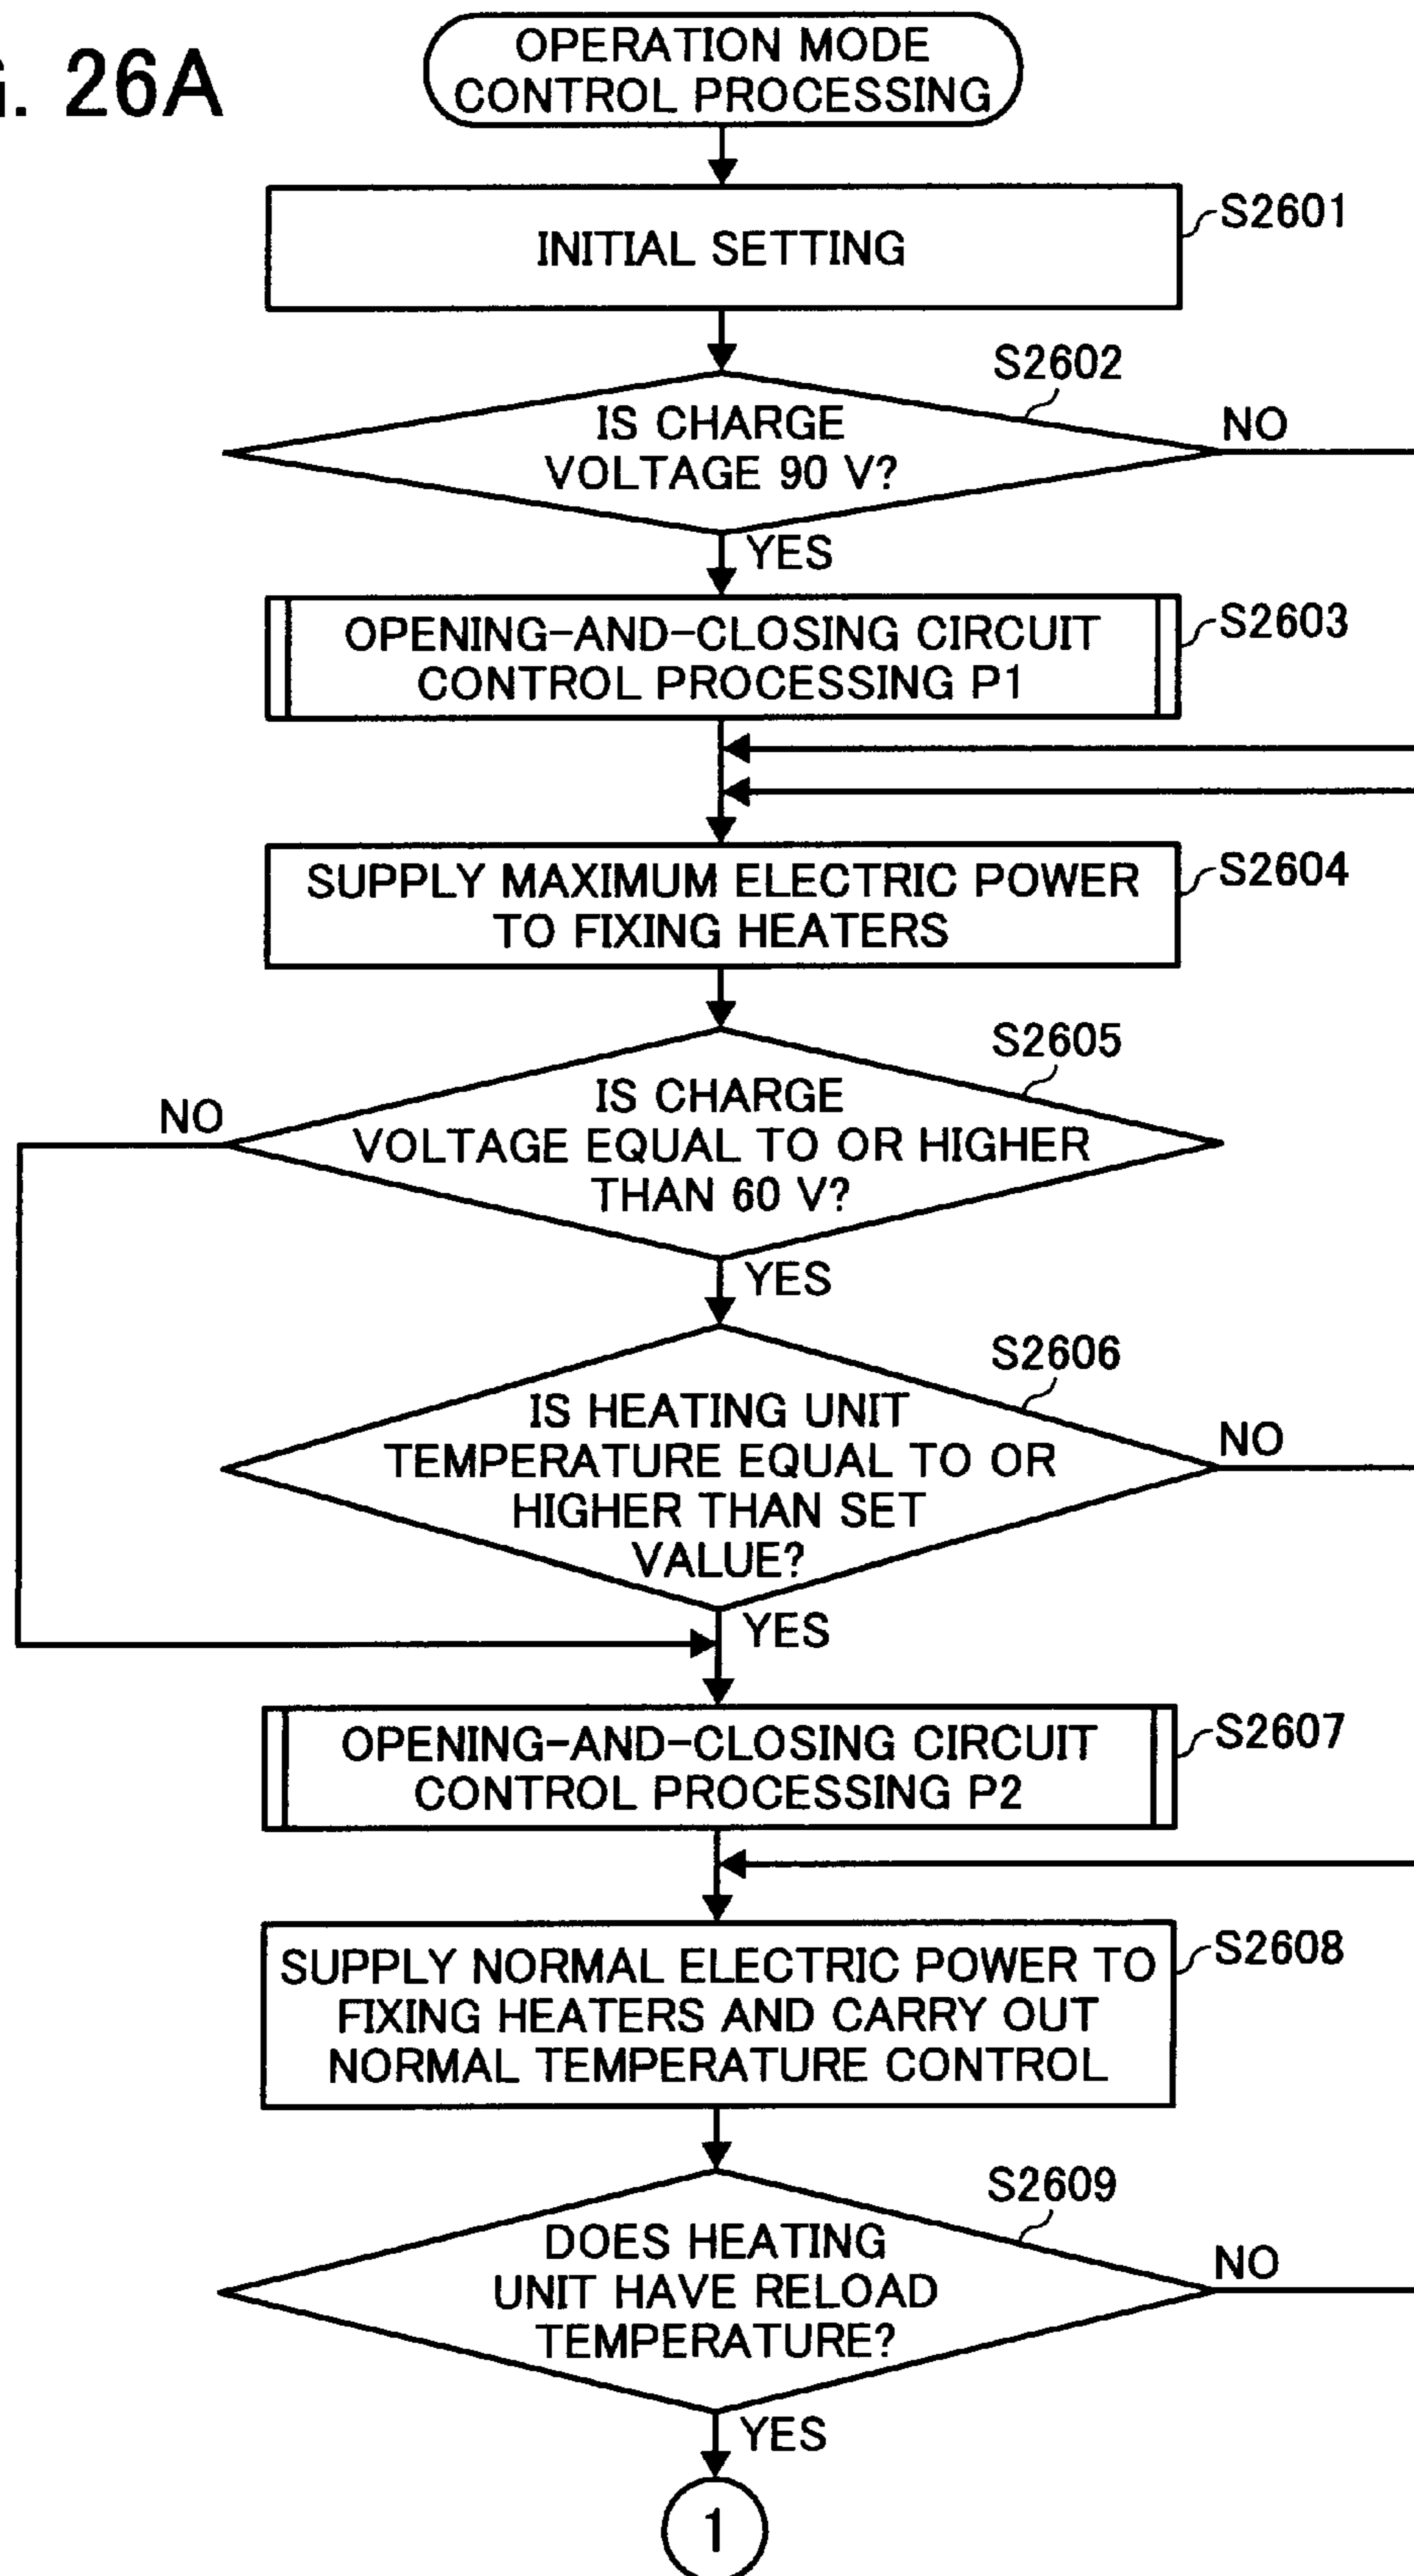 G. 26A
OPERATION MODE
CONTROL PROCESSING
INITIAL SETTING
S2601
S2602
IS CHARGE
VOLTAGE 90 V?
NO
YES
OPENING-AND-CLOSING CIRCUIT
CONTROL PROCESSING P1
S2603
SUPPLY MAXIMUM ELECTRIC POWER
TO FIXING HEATERS
S2604
S2605
IS CHARGE
VOLTAGE EQUAL TO OR HIGHER
THAN 60 V?
NO
YES
S2606
IS HEATING UNIT
TEMPERATURE EQUAL TO OR
HIGHER THAN SET
VALUE?
NO
YES
OPENING-AND-CLOSING CIRCUIT
CONTROL PROCESSING P2
S2607
SUPPLY NORMAL ELECTRIC POWER TO
FIXING HEATERS AND CARRY OUT
NORMAL TEMPERATURE CONTROL
S2608
S2609
DOES HEATING
UNIT HAVE RELOAD
TEMPERATURE?
NO
YES
1